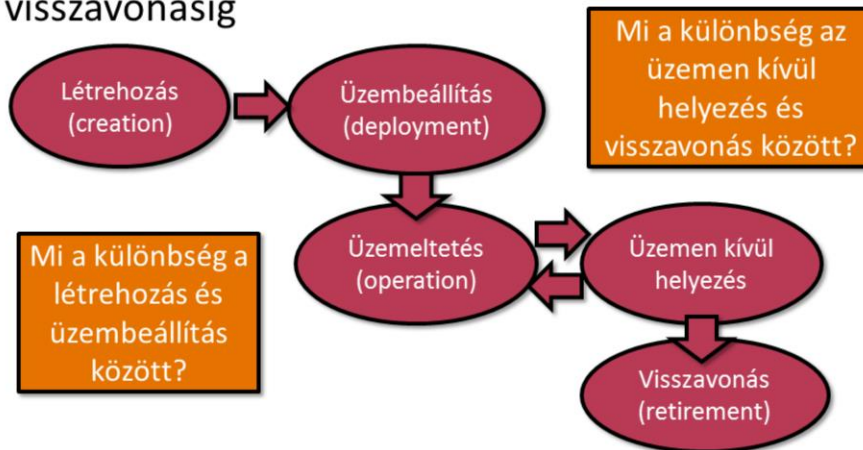 visszavonásig
Létrehozás
(creation)
Üzembeállítás
(deployment)
Mi a különbség az
üzemen kívül
helyezés és
visszavonás között?
Mi a különbség a
létrehozás és
üzembeállítás
között?
Üzemeltetés
(operation)
Üzemen kívül
helyezés
Visszavonás
(retirement)